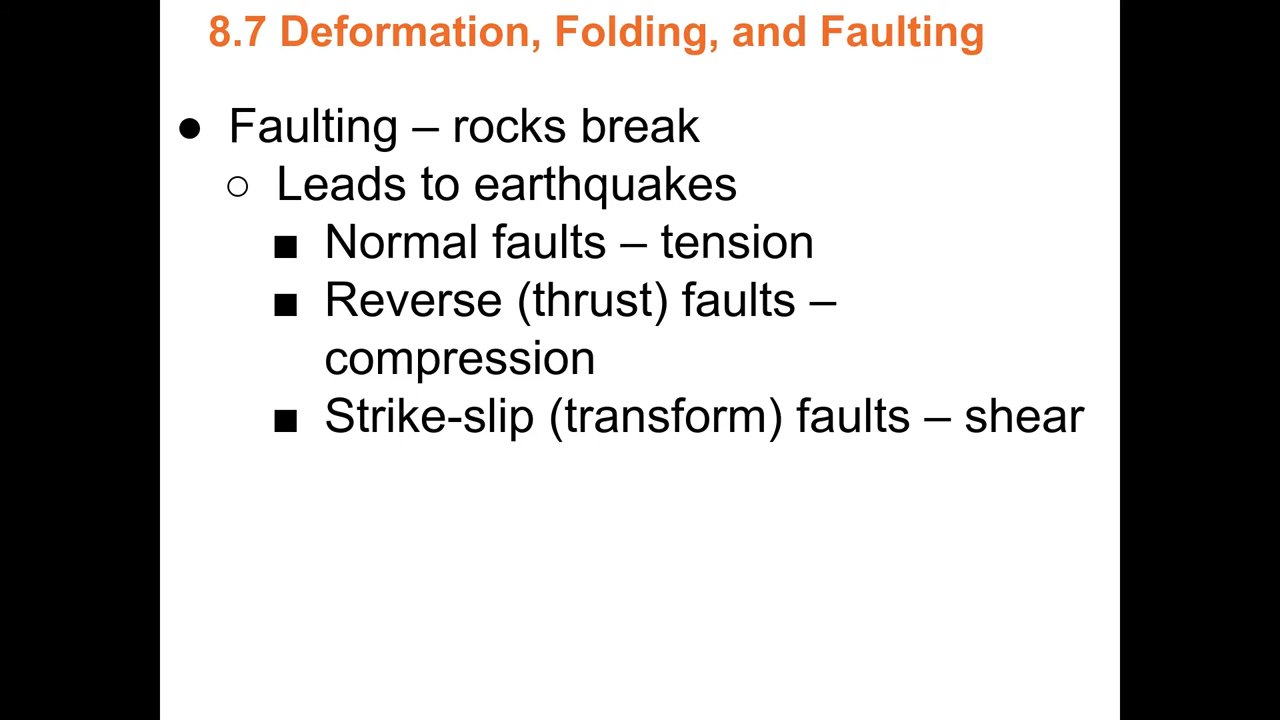 8.7 Deformation, Folding, and Faulting
● Faulting – rocks break
○ Leads to earthquakes
■ Normal faults – tension
■ Reverse (thrust) faults –
compression
■ Strike-slip (transform) faults – shear